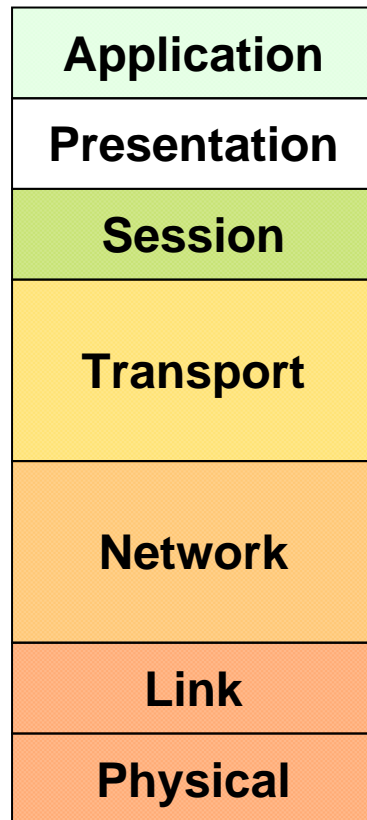 Application
Presentation
Session
Transport
Network
Link
Physical